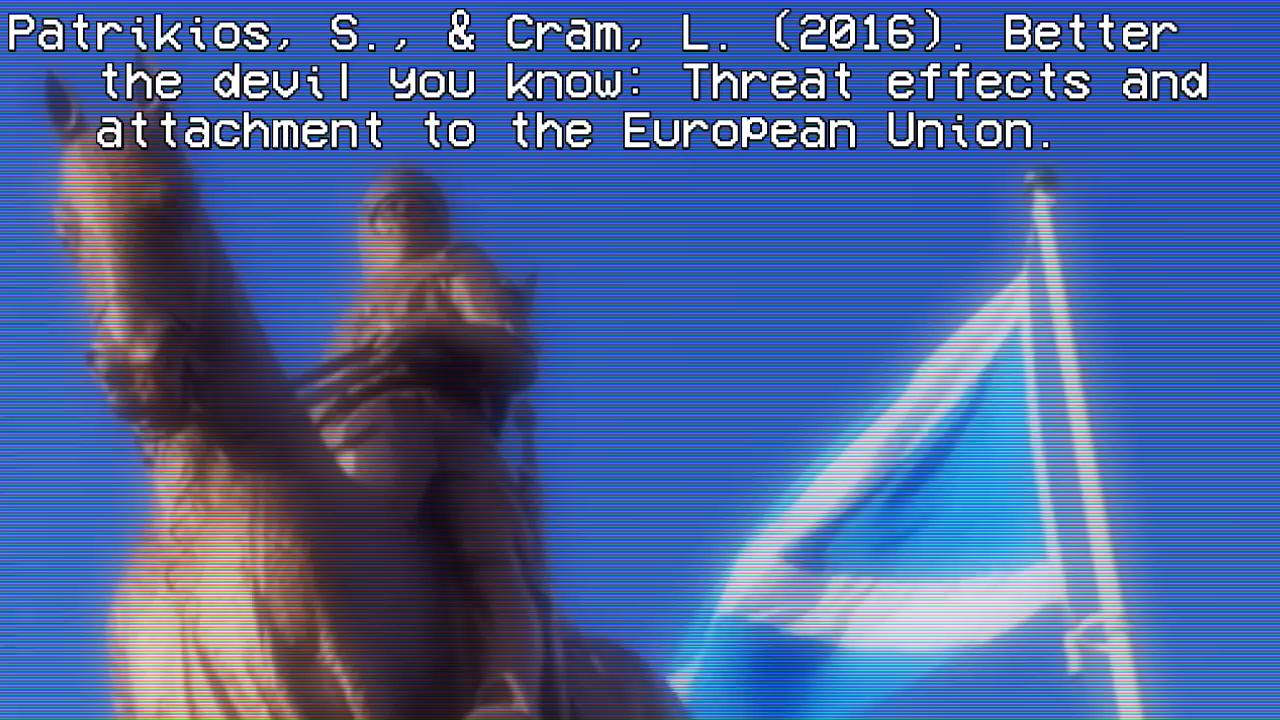 Patrikios, S., & Cram, L. (2016). Better
the devil you know: Threat effects and
attachment to the European Union.